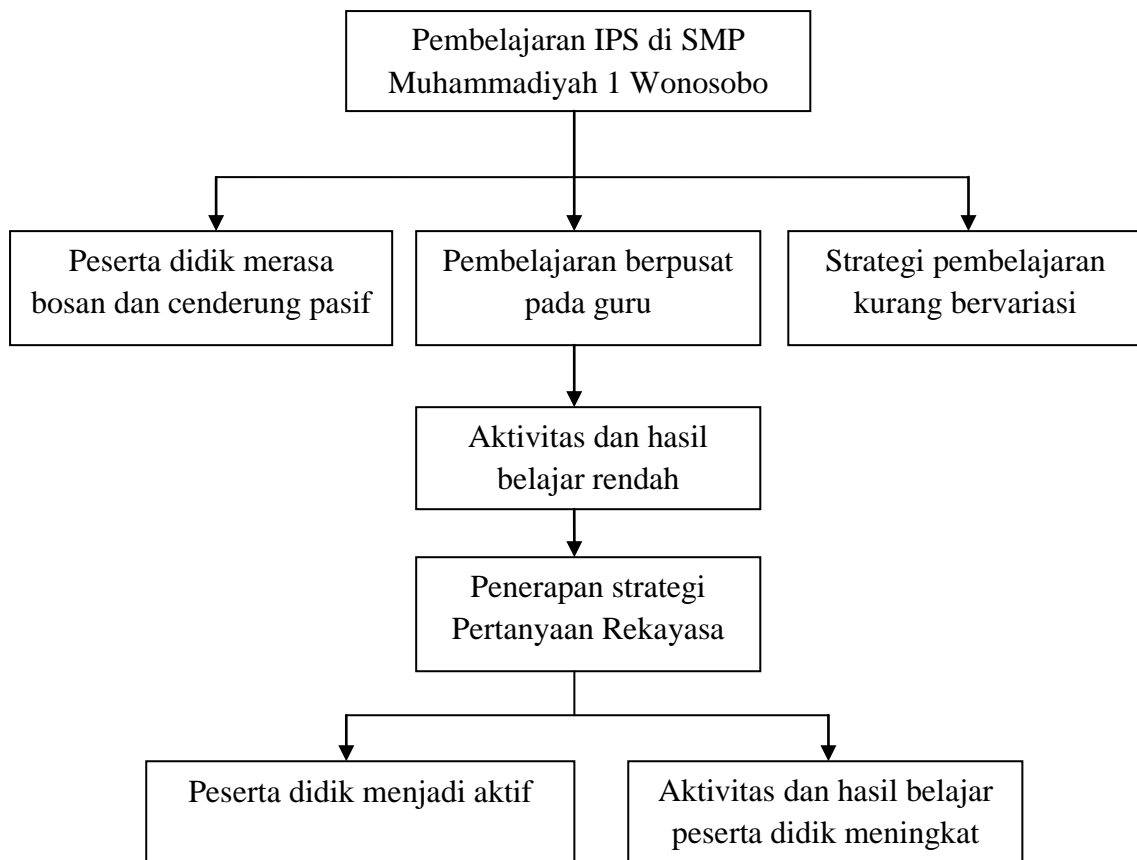 Pembelajaran IPS di SMP
Muhammadiyah 1 Wonosobo
Peserta didik merasa
bosan dan cenderung pasif
Pembelajaran berpusat
pada guru
Strategi pembelajaran
kurang bervariasi
Aktivitas dan hasil
belajar rendah
Penerapan strategi
Pertanyaan Rekayasa
Peserta didik menjadi aktif
Aktivitas dan hasil belajar
peserta didik meningkat